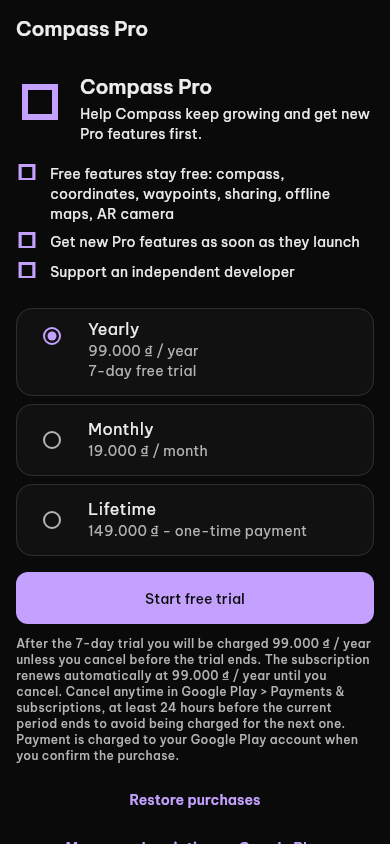 Compass Pro
Compass Pro
Help Compass keep growing and get new
Pro features first.
Free features stay free: compass,
coordinates, waypoints, sharing, offline
maps, AR camera
Get new Pro features as soon as they launch
Support an independent developer
Yearly
99.000 ₫ / year
7-day free trial
Monthly
19.000 ₫ / month
Lifetime
149.000 ₫ - one-time payment
Start free trial
After the 7-day trial you will be charged 99.000 ₫ / year
unless you cancel before the trial ends. The subscription
renews automatically at 99.000 ₫ / year until you
cancel. Cancel anytime in Google Play > Payments &
subscriptions, at least 24 hours before the current
period ends to avoid being charged for the next one.
Payment is charged to your Google Play account when
you confirm the purchase.
Restore purchases